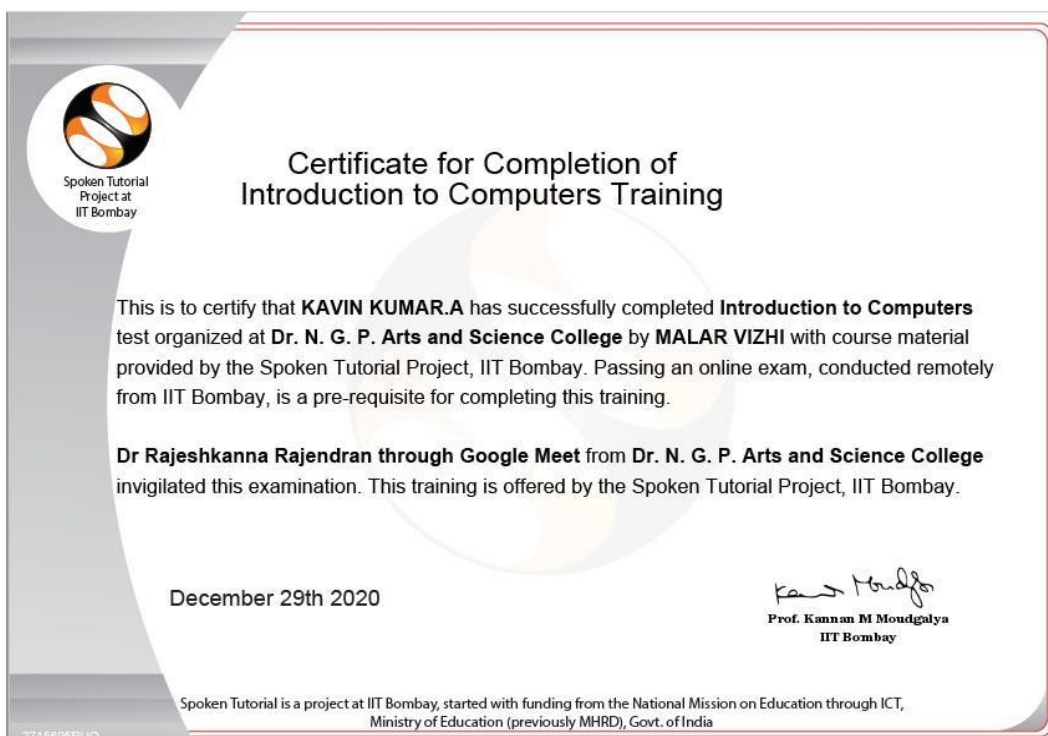 Spoken Tutorial
Project at
IIT Bombay
Certificate for Completion of
Introduction to Computers Training
This is to certify that KAVIN KUMAR.A has successfully completed Introduction to Computers
test organized at Dr. N. G. P. Arts and Science College by MALAR VIZHI with course material
provided by the Spoken Tutorial Project, IIT Bombay. Passing an online exam, conducted remotely
from IIT Bombay, is a pre-requisite for completing this training.
Dr Rajeshkanna Rajendran through Google Meet from Dr. N. G. P. Arts and Science College
invigilated this examination. This training is offered by the Spoken Tutorial Project, IIT Bombay.
December 29th 2020
Prof. Kannan M Moudgalya
IIT Bombay
Spoken Tutorial is a project at IIT Bombay, started with funding from the National Mission on Education through ICT,
Ministry of Education (previously MHRD), Govt. of India